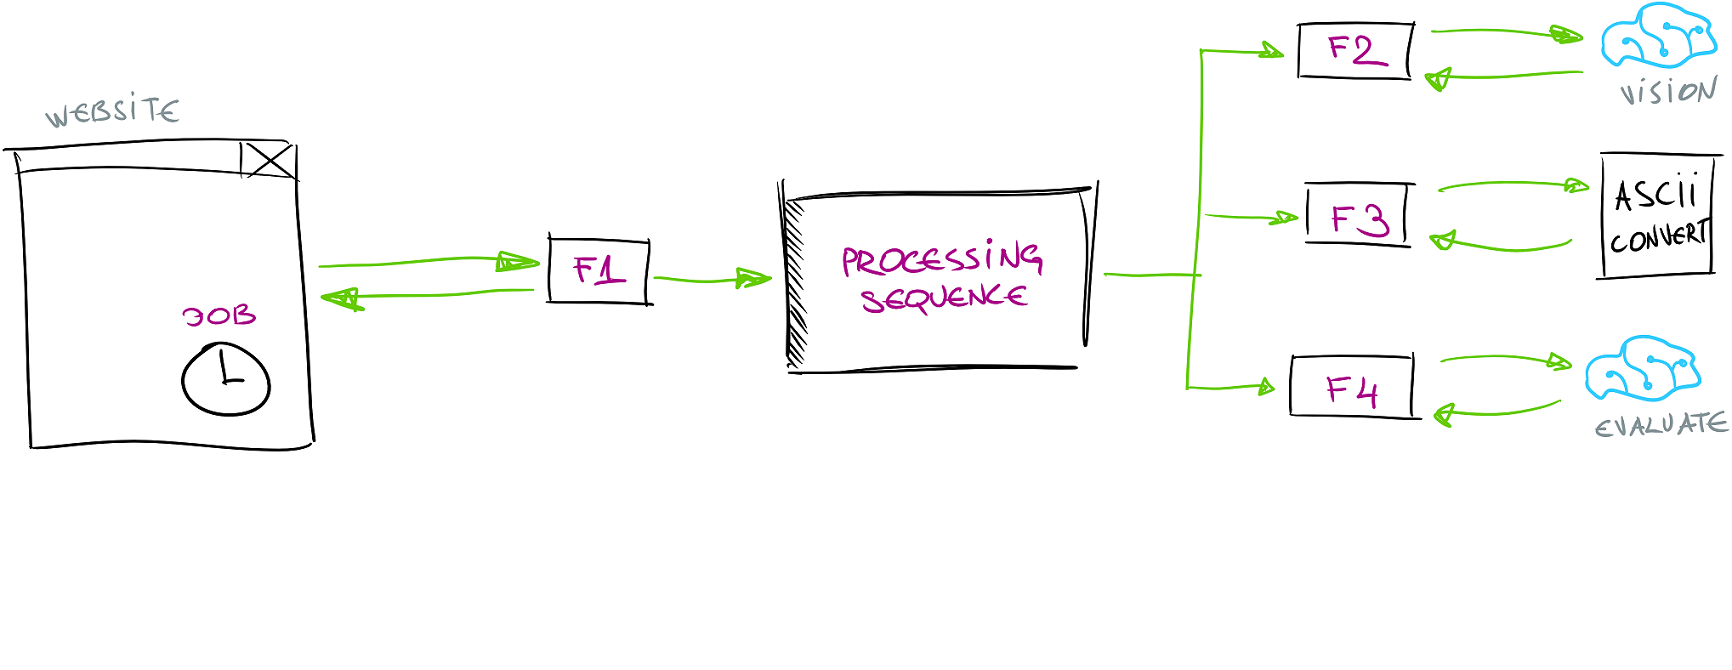 WEBSITE
JOB
F1
PROCESSING
SEQUENCE
F2
VISION
F3
ASCII
CONVERT
F4
EVALUATE